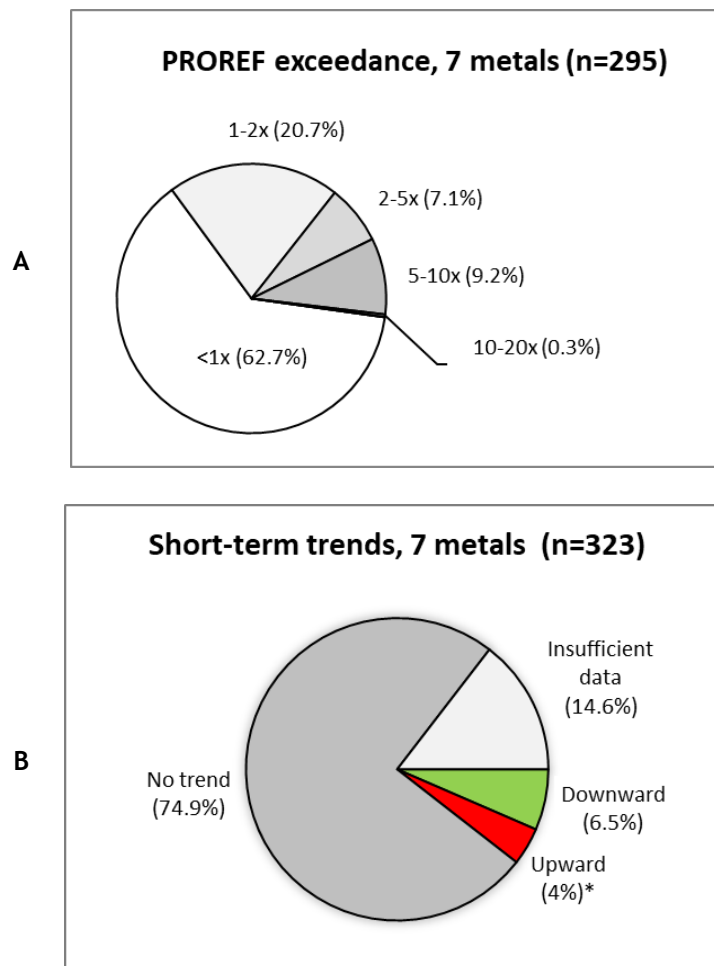 A
PROREF exceedance, 7 metals (n=295)
1-2x (20.7%)
2-5x (7.1%)
5-10x (9.2%)
10-20x (0.3%)
<1x (62.7%)
B
Short-term trends, 7 metals (n=323)
Insufficient
data
(14.6%)
No trend
(74.9%)
Downward
(6.5%)
Upward
(4%)*